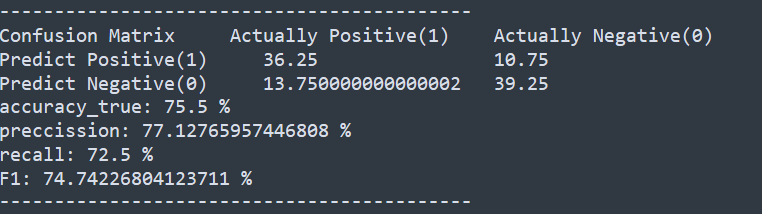 -------------------------------------------
Confusion Matrix     Actually Positive(1)    Actually Negative(0)
Predict Positive(1)     36.25                10.75
Predict Negative(0)     13.750000000000002   39.25
accuracy_true: 75.5 %
preccission: 77.12765957446808 %
recall: 72.5 %
F1: 74.74226804123711 %
-------------------------------------------